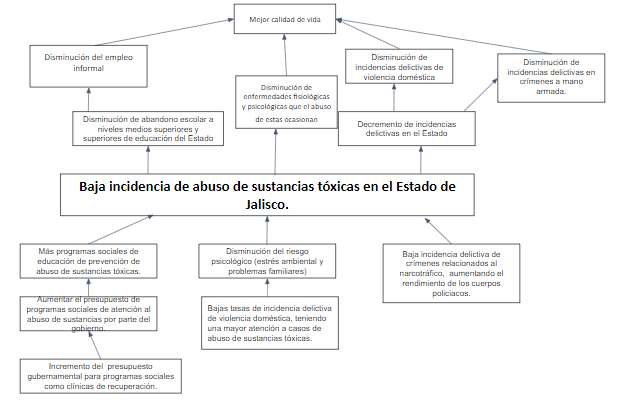 Mejor calidad de vida
Disminución del empleo
informal
Disminución de
enfermedades fisiológicas
y psicológicas que el abuso
de estas ocasionan
Disminución de
incidencias delictivas de
violencia doméstica
Disminución de
incidencias delictivas en
crímenes a mano
armada.
Disminución de abandono escolar a
niveles medios superiores y
superiores de educación del Estado
Decremento de incidencias
delictivas en el Estado
Baja incidencia de abuso de sustancias tóxicas en el Estado de
Jalisco.
Más programas sociales de
educación de prevención de
abuso de sustancias tóxicas.
Disminución del riesgo
psicológico (estrés ambiental y
problemas familiares)
Baja incidencia delictiva de
crímenes relacionados al
narcotráfico, aumentando el
rendimiento de los cuerpos
policiacos.
Aumentar el presupuesto de
programas sociales de atención al
abuso de sustancias por parte del
gobierno.
Bajas tasas de incidencia delictiva
de violencia doméstica, teniendo
una mayor atención a casos de
abuso de sustancias tóxicas.
Incremento del presupuesto
gubernamental para programas sociales
como clínicas de recuperación.